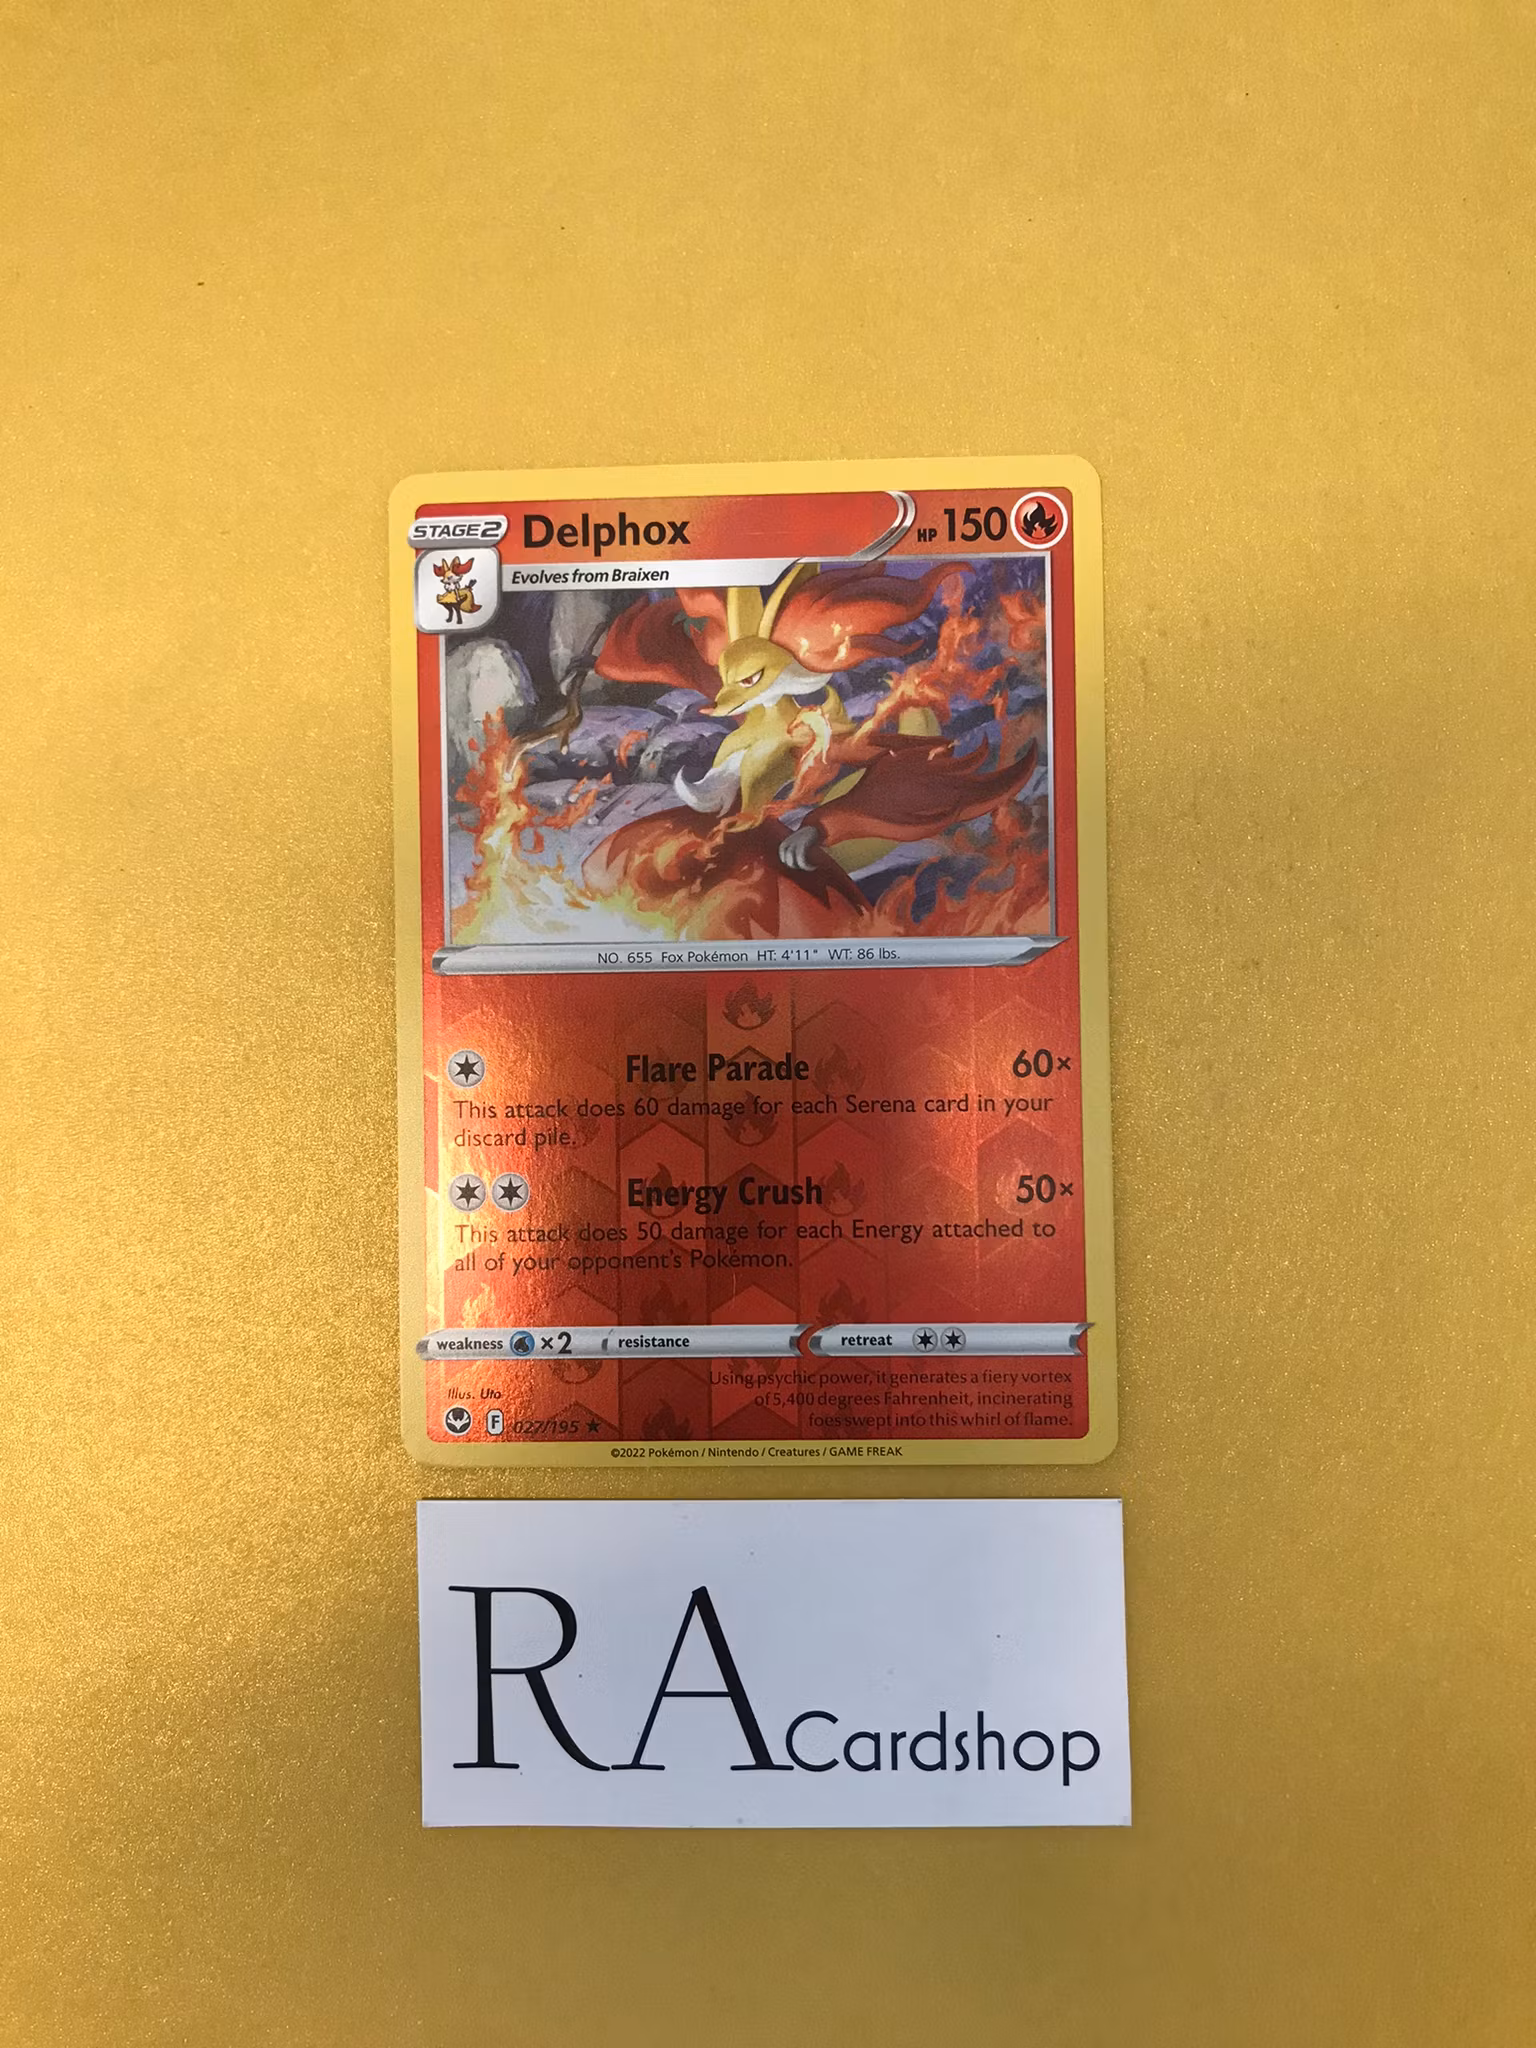 STAGE 2
Delphox
HP 150
Evolves from Braixen
NO. 655 Fox Pokémon HT: 4'11" WT: 86 lbs.
Flare Parade 60×
This attack does 60 damage for each Serena card in your
discard pile.
Energy Crush 50×
This attack does 50 damage for each Energy attached to
all of your opponent's Pokémon.
weakness ×2 resistance retreat
Using psychic power, it generates a fiery vortex
of 5,400 degrees Fahrenheit, incinerating
foes swept into this whirl of flame.
Illus. Uta
F 027/195 ★
©2022 Pokémon / Nintendo / Creatures / GAME FREAK
RA Cardshop